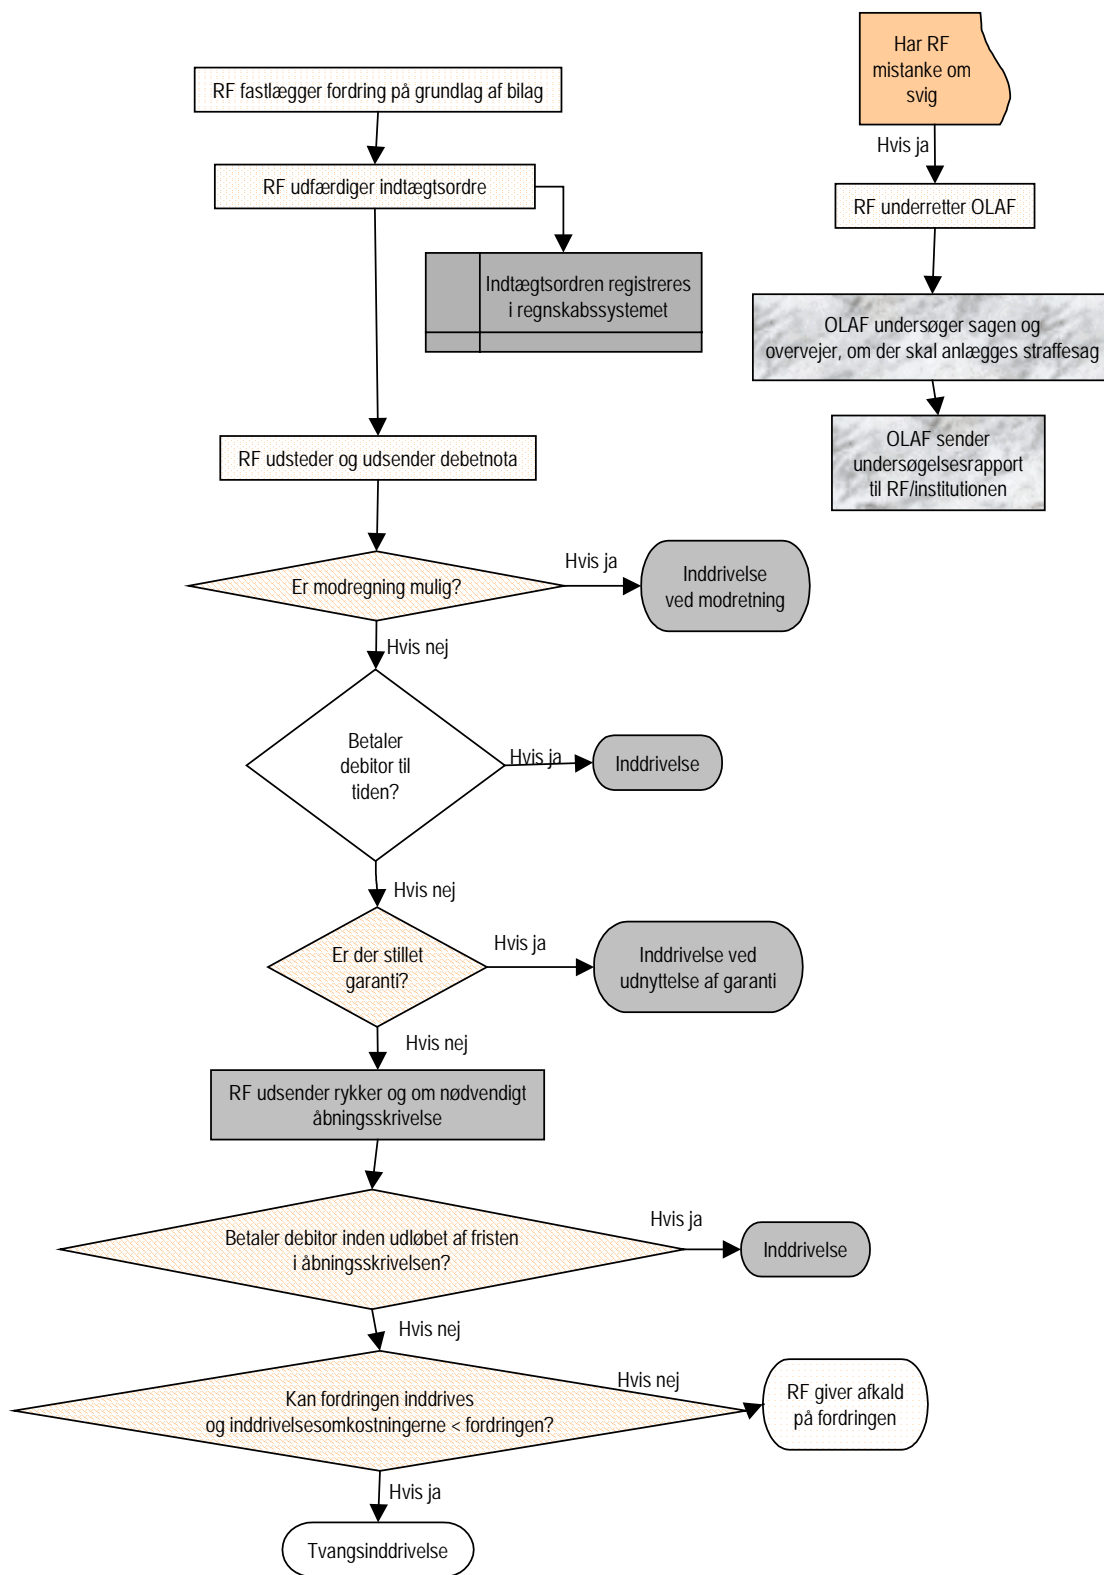 RF fastlægger fordring på grundlag af bilag
RF udfærdiger indtægtsordre
Indtægtsordren registreres
i regnskabssystemet
RF udsteder og udsender debetnota
Er modregning mulig?
Hvis ja
Inddrivelse
ved modretning
Hvis nej
Betaler
debitor til
tiden?
Hvis ja
Inddrivelse
Hvis nej
Er der stillet
garanti?
Hvis ja
Inddrivelse ved
udnyttelse af garanti
Hvis nej
RF udsender rykker og om nødvendigt
åbningsskrivelse
Betaler debitor inden udløbet af fristen
i åbningsskrivelsen?
Hvis ja
Inddrivelse
Hvis nej
Kan fordringen inddrives
og inddrivelsesomkostningerne < fordringen?
Hvis nej
RF giver afkald
på fordringen
Hvis ja
Tvangsinddrivelse
Har RF
mistanke om
svig
Hvis ja
RF underretter OLAF
OLAF undersøger sagen og
overvejer, om der skal anlægges straffesag
OLAF sender
undersøgelsesrapport
til RF/institutionen